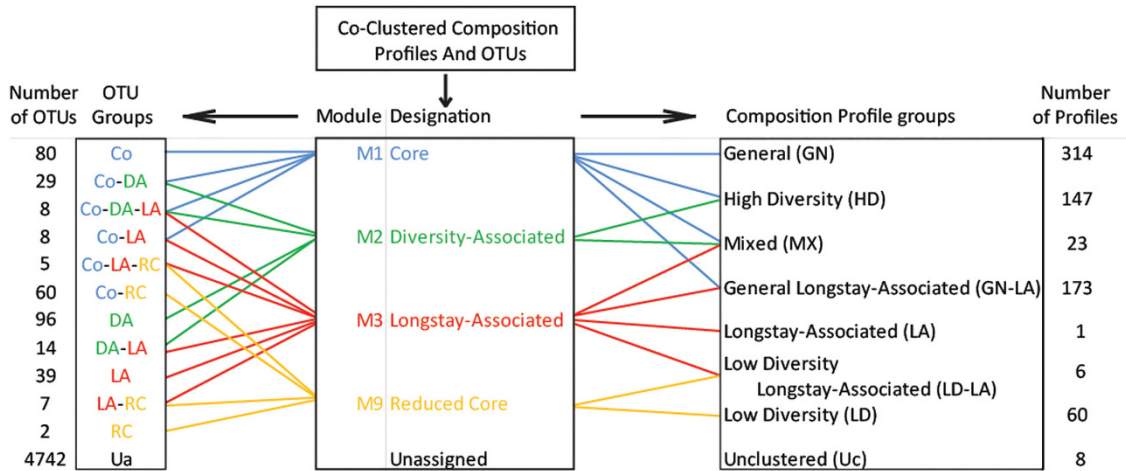 Co-Clustered Composition
Profiles And OTUs
Number
of OTUs
OTU
Groups
Module Designation
Composition Profile groups
Number
of Profiles
80 Co M1 Core General (GN) 314
29 Co-DA High Diversity (HD) 147
8 Co-DA-LA
8 Co-LA M2 Diversity-Associated Mixed (MX) 23
5 Co-LA-RC
60 Co-RC General Longstay-Associated (GN-LA) 173
96 DA M3 Longstay-Associated Longstay-Associated (LA) 1
14 DA-LA
39 LA Low Diversity
Longstay-Associated (LD-LA) 6
7 LA-RC M9 Reduced Core Low Diversity (LD) 60
2 RC
4742 Ua Unassigned Unclustered (Uc) 8